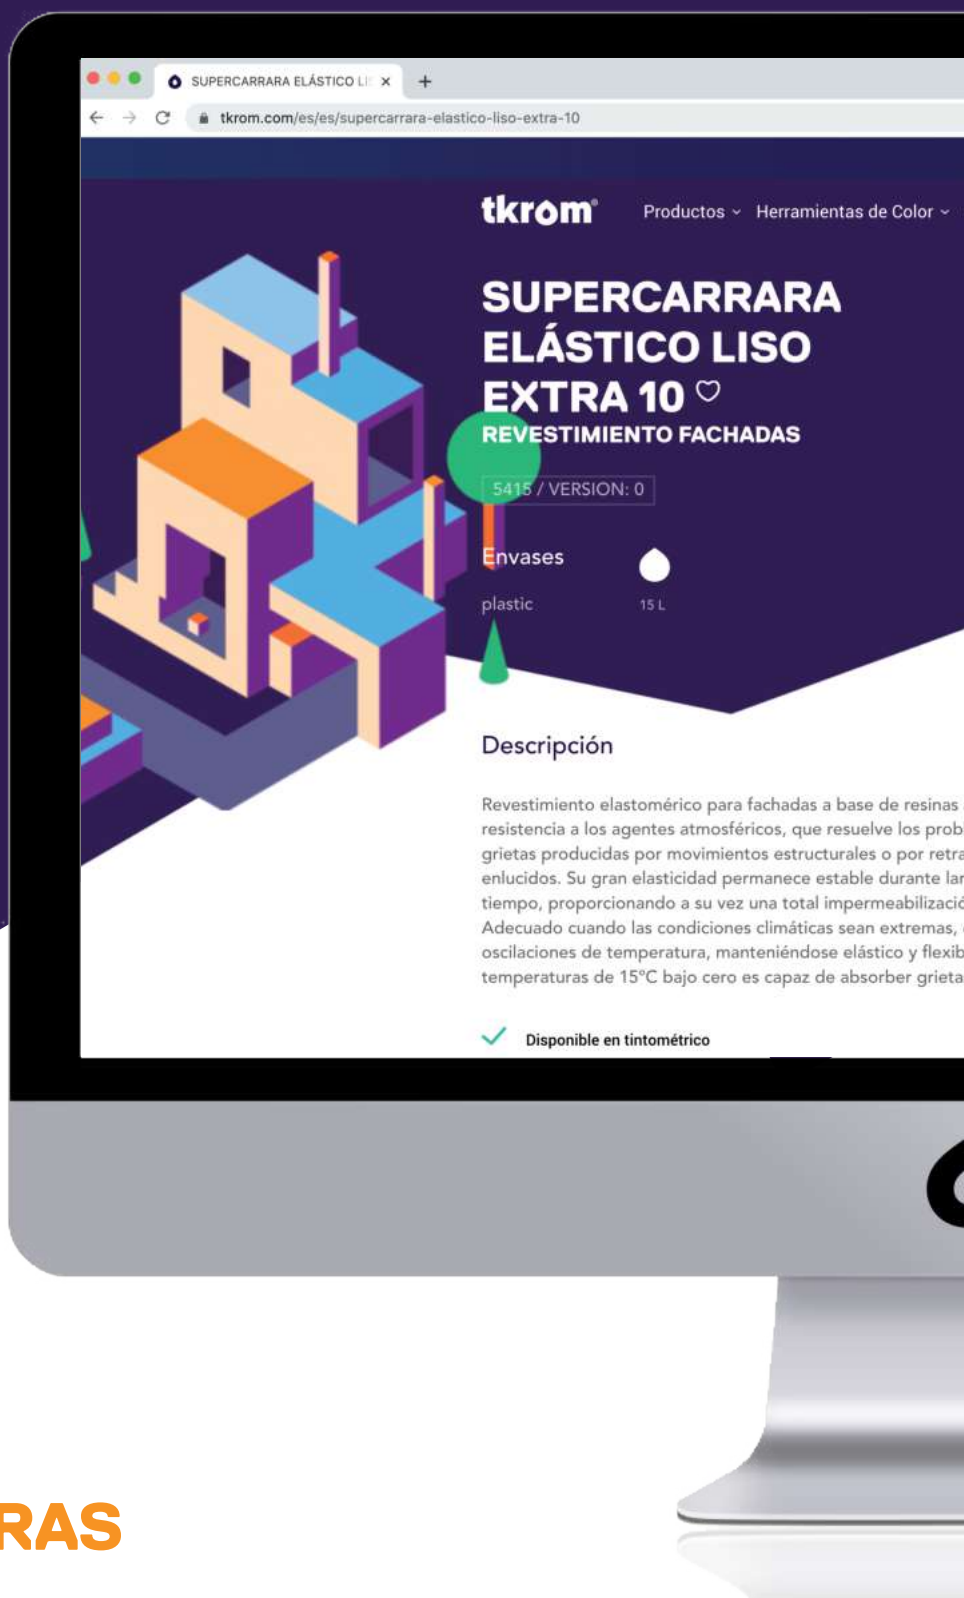 SUPERCARRARA ELÁSTICO LI
tkrom.com/es/es/supercarrara-elastico-liso-extra-10
tkrom®
Productos
Herramientas de Color
SUPERCARRARA
ELÁSTICO LISO
EXTRA 10
REVESTIMIENTO FACHADAS
5415 / VERSION: 0
Envases
plastic
15 L
Descripción
Revestimiento elastomérico para fachadas a base de resinas
resistencia a los agentes atmosféricos, que resuelve los prob
grietas producidas por movimientos estructurales o por retra
enlucidos. Su gran elasticidad permanece estable durante lar
tiempo, proporcionando a su vez una total impermeabilizació
Adecuado cuando las condiciones climáticas sean extremas,
oscilaciones de temperatura, manteniéndose elástico y flexib
temperaturas de 15ºC bajo cero es capaz de absorber grieta
Disponible en tintométrico
RAS